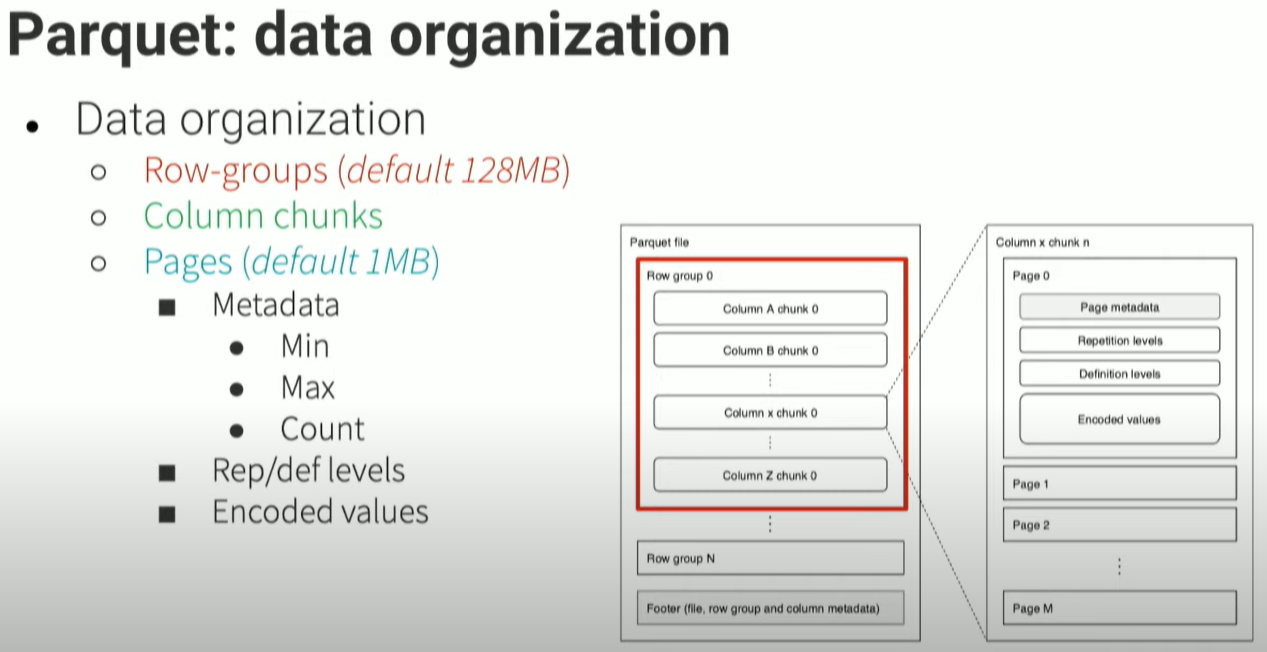 Parquet: data organization
Data organization
Row-groups (default 128MB)
Column chunks
Pages (default 1MB)
Metadata
Min
Max
Count
Rep/def levels
Encoded values
Parquet file
Row group 0
Column A chunk 0
Column B chunk 0
Column x chunk 0
Column Z chunk 0
Row group N
Footer (file, row group and column metadata)
Column x chunk n
Page 0
Page metadata
Repetition levels
Definition levels
Encoded values
Page 1
Page 2
Page M